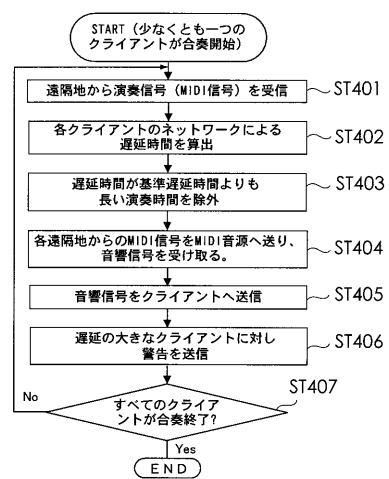 START（少なくとも一つの
クライアントが合奏開始）
遠隔地から演奏信号（MIDI信号）を受信
ST401
各クライアントのネットワークによる
遅延時間を算出
ST402
遅延時間が基準遅延時間よりも
長い演奏時間を除外
ST403
各遠隔地からのMIDI信号をMIDI音源へ送り、
音響信号を受け取る。
ST404
音響信号をクライアントへ送信
ST405
遅延の大きなクライアントに対し
警告を送信
ST406
ST407
すべてのクライア
ントが合奏終了?
No
Yes
END